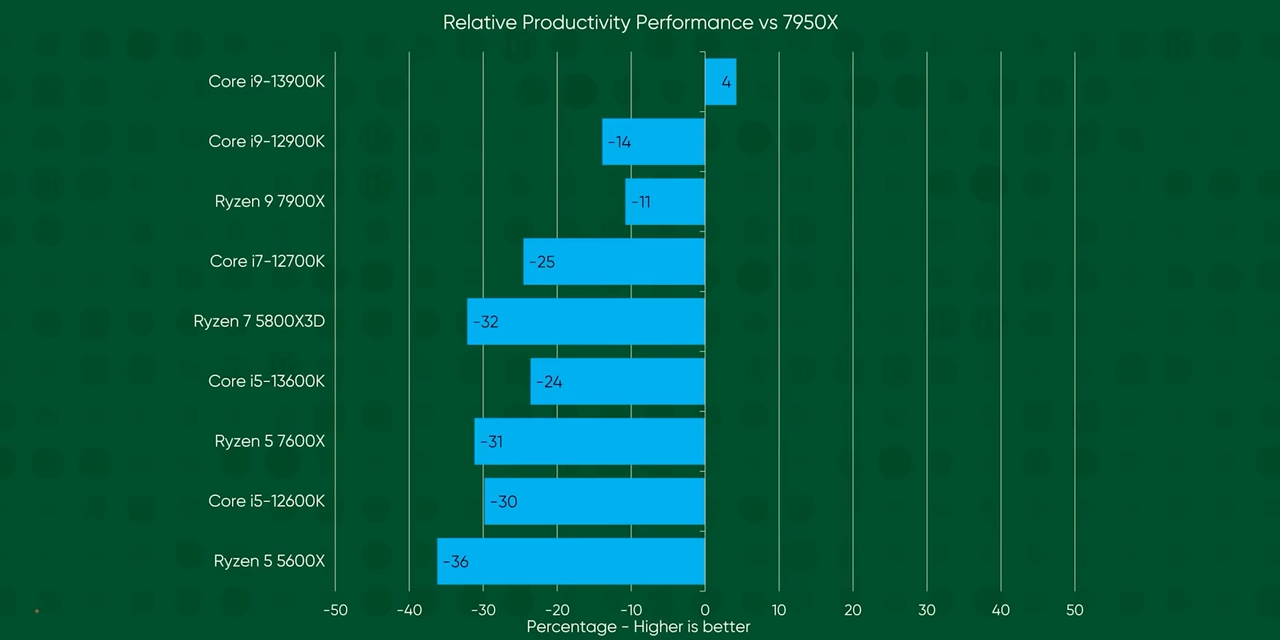 Relative Productivity Performance vs 7950X
Core i9-13900K 4
Core i9-12900K -14
Ryzen 9 7900X -11
Core i7-12700K -25
Ryzen 7 5800X3D -32
Core i5-13600K -24
Ryzen 5 7600X -31
Core i5-12600K -30
Ryzen 5 5600X -36
-50 -40 -30 -20 -10 0 10 20 30 40 50
Percentage - Higher is better